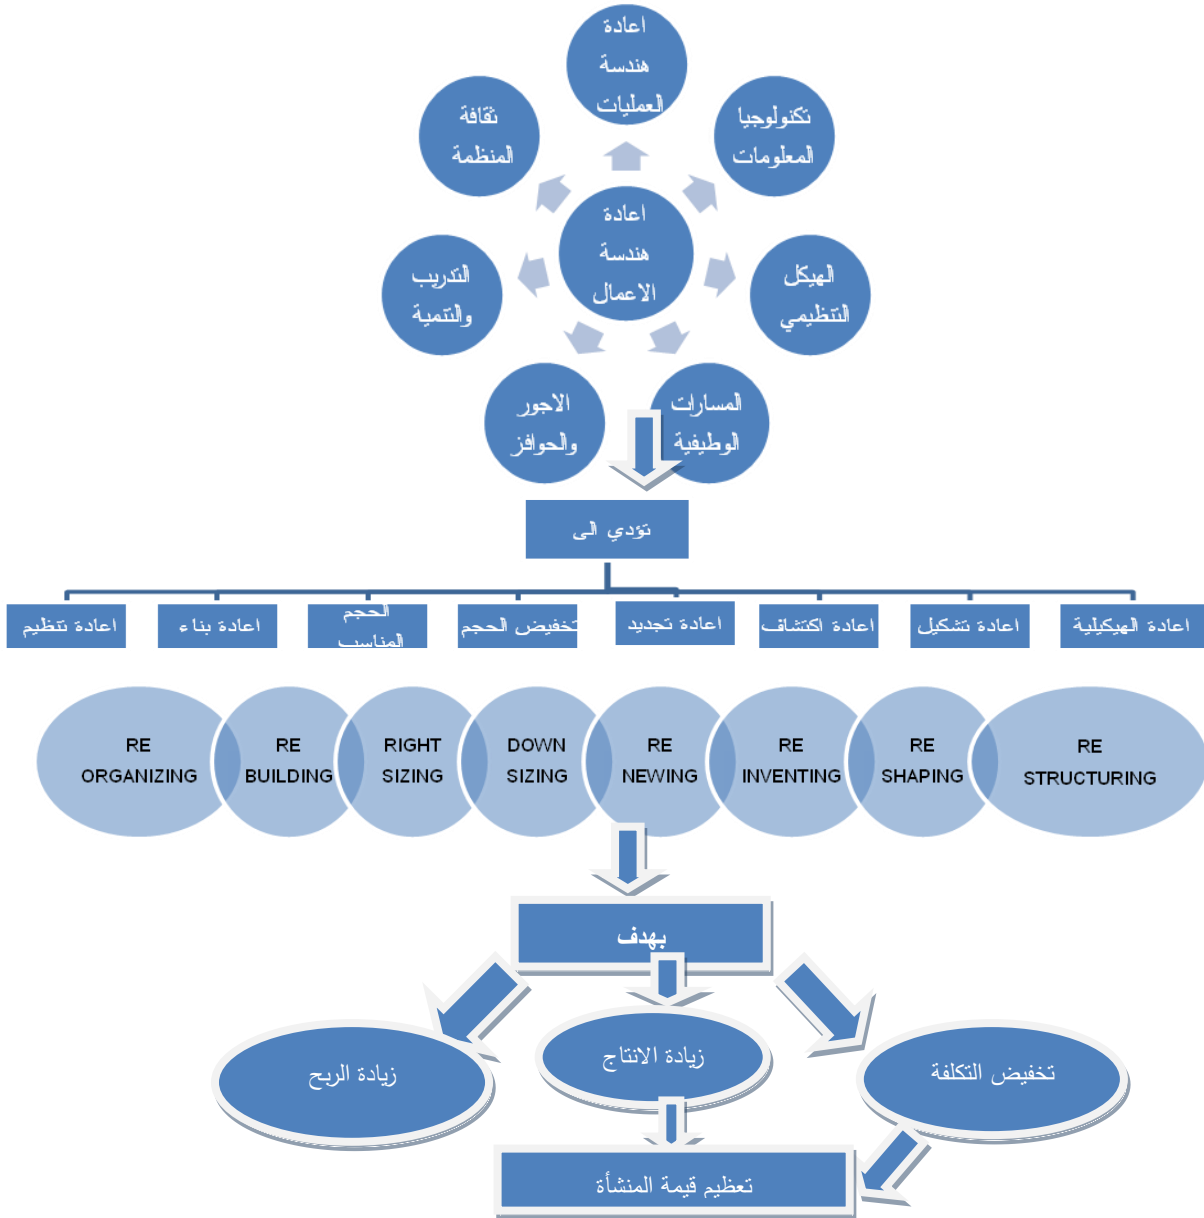 اعادة
هندسة
العمليات
تكنولوجيا
المعلومات
الهيكل
التنظيمي
المسارات
الوظيفية
الاجور
والحوافز
التدريب
والتنمية
ثقافة
المنظمة
اعادة
هندسة
الاعمال
تؤدي الى
اعادة الهيكيلية
اعادة تشكيل
اعادة اكتشاف
اعادة تجديد
تخفيض الحجم
الحجم
المناسب
اعادة بناء
اعادة تنظيم
RE
ORGANIZING
RE
BUILDING
RIGHT
SIZING
DOWN
SIZING
RE
NEWING
RE
INVENTING
RE
SHAPING
RE
STRUCTURING
بهدف
تخفيض التكلفة
زيادة الانتاج
زيادة الربح
تعظيم قيمة المنشأة